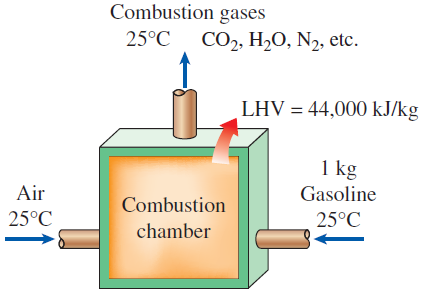 Combustion gases
25°C CO₂, H₂O, N₂, etc.
LHV = 44,000 kJ/kg
1 kg
Gasoline
25°C
Air
25°C
Combustion
chamber